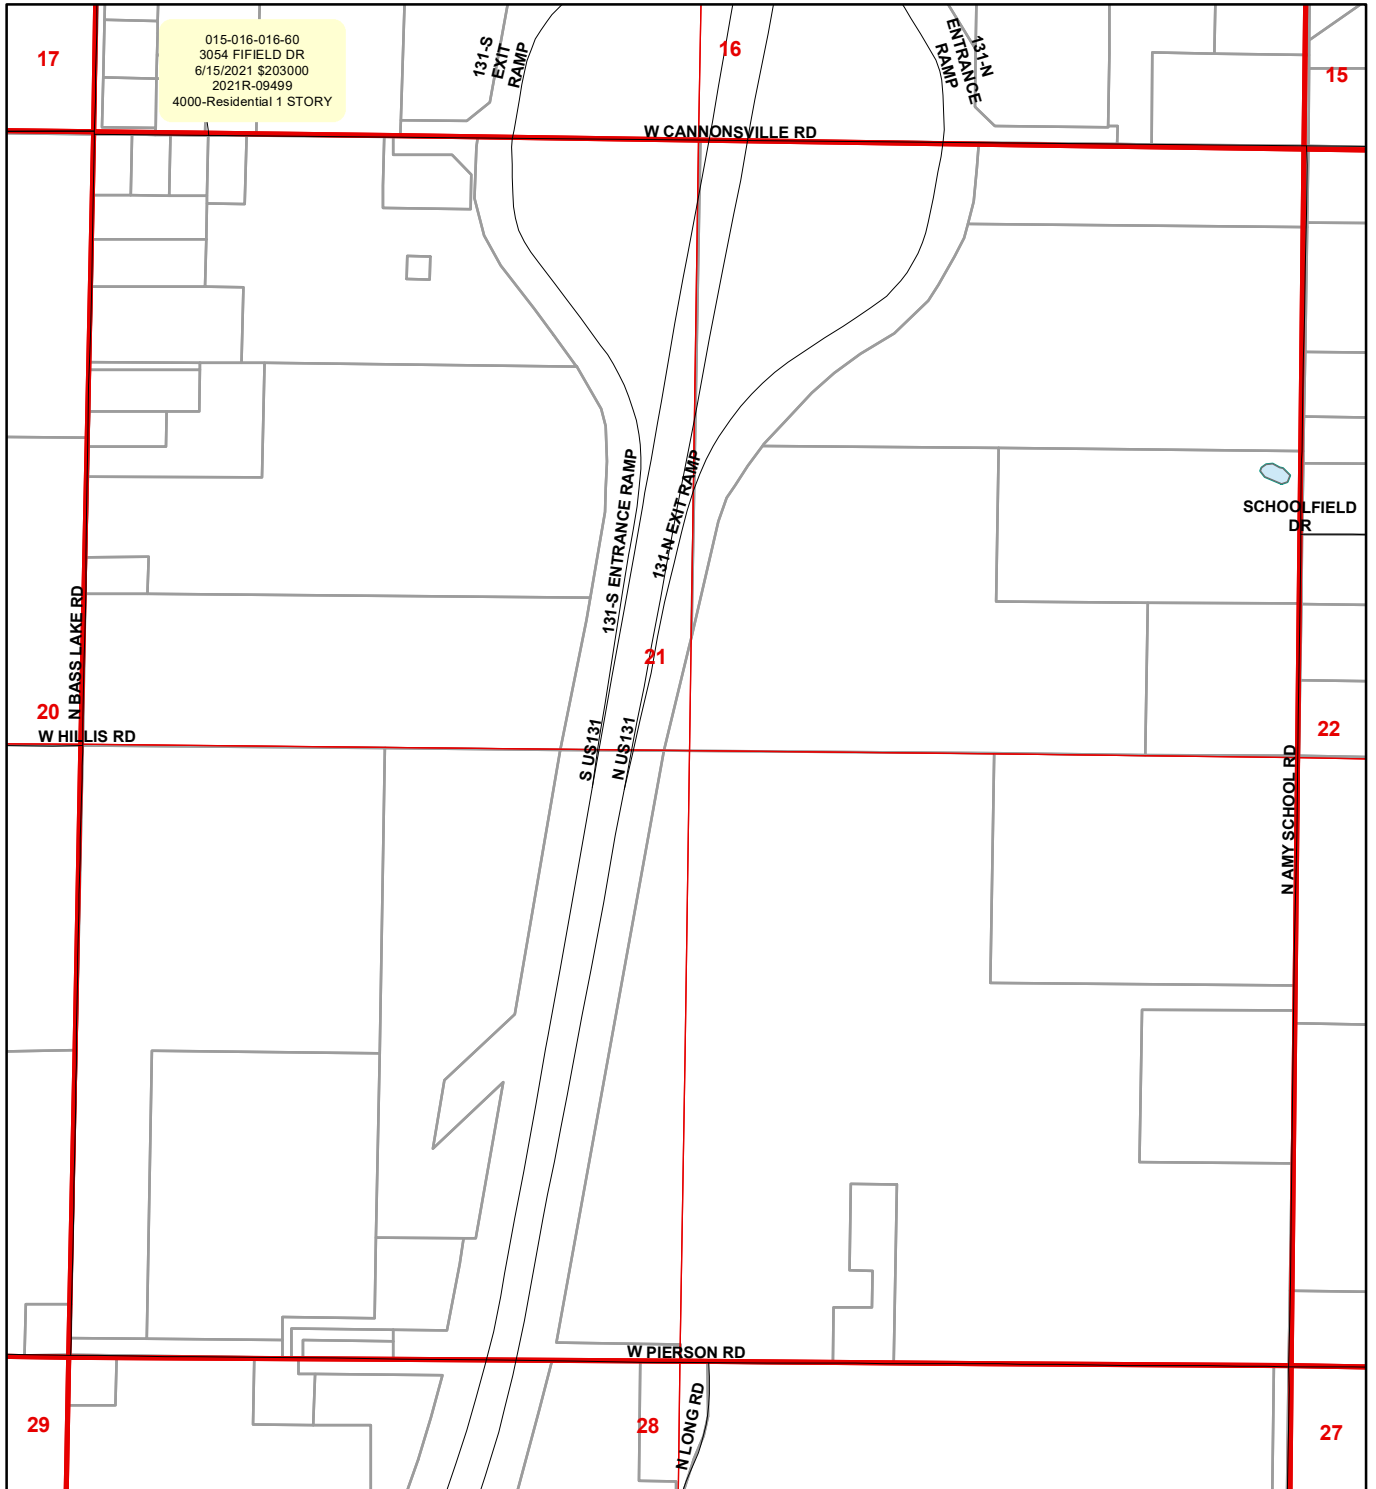 17
015-016-016-60
3054 FIFIELD DR
6/15/2021 $203000
2021R-09499
4000-Residential 1 STORY
131-S
EXIT
RAMP
16
131-N
ENTRANCE
RAMP
15
W CANNONSVILLE RD
131-S ENTRANCE RAMP
131-N EXIT RAMP
SCHOOLFIELD
DR
N BASS LAKE RD
21
20
W HILLIS RD
S US131
N US131
22
N AMY SCHOOL RD
W PIERSON RD
29
28
N LONG RD
27